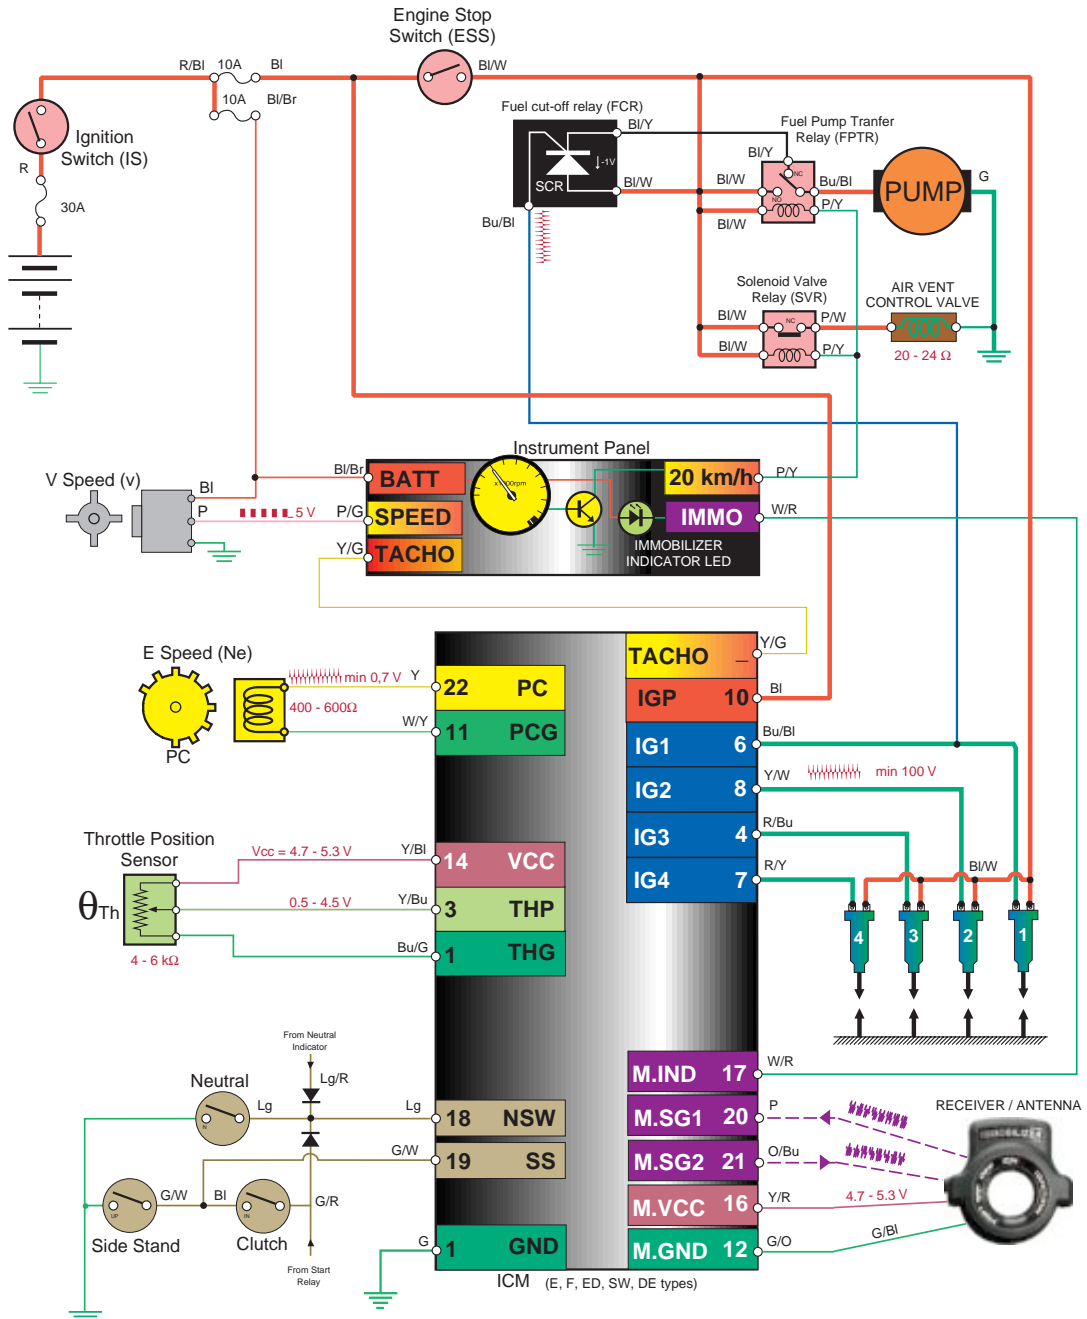 Engine Stop
Switch (ESS)
R/Bl
10A
Bl
Bl/W
10A
Bl/Br
Ignition
Switch (IS)
R
30A
Fuel cut-off relay (FCR)
Bl/Y
-1V
SCR
Bl/W
Bu/Bl
Fuel Pump Tranfer
Relay (FPTR)
Bl/Y
NC
Bl/W
Bu/Bl
NO
P/Y
Bl/W
PUMP
G
Solenoid Valve
Relay (SVR)
Bl/W
NC
P/W
Bl/W
P/Y
AIR VENT
CONTROL VALVE
20 - 24 Ω
Instrument Panel
V Speed (v)
Bl
P
5 V
Bl/Br
BATT
P/G
SPEED
Y/G
TACHO
20 km/h
P/Y
IMMO
W/R
IMMOBILIZER
INDICATOR LED
E Speed (Ne)
min 0,7 V
Y
400 - 600Ω
W/Y
PC
22 PC
11 PCG
TACHO _
Y/G
IGP 10
Bl
IG1 6
Bu/Bl
IG2 8
Y/W
min 100 V
IG3 4
R/Bu
IG4 7
R/Y
Bl/W
4
3
2
1
Throttle Position
Sensor
θTh
Vcc = 4.7 - 5.3 V
Y/Bl
14 VCC
0.5 - 4.5 V
Y/Bu
3 THP
Bu/G
1 THG
4 - 6 kΩ
From Neutral
Indicator
Lg/R
Neutral
N
Lg
Lg
18 NSW
G/W
19 SS
UP
G/W
Bl
IN
G/R
Side Stand
Clutch
From Start
Relay
G
1 GND
M.IND 17
W/R
M.SG1 20
P
M.SG2 21
O/Bu
M.VCC 16
Y/R
4.7 - 5.3 V
M.GND 12
G/O
G/Bl
RECEIVER / ANTENNA
ICM
(E, F, ED, SW, DE types)